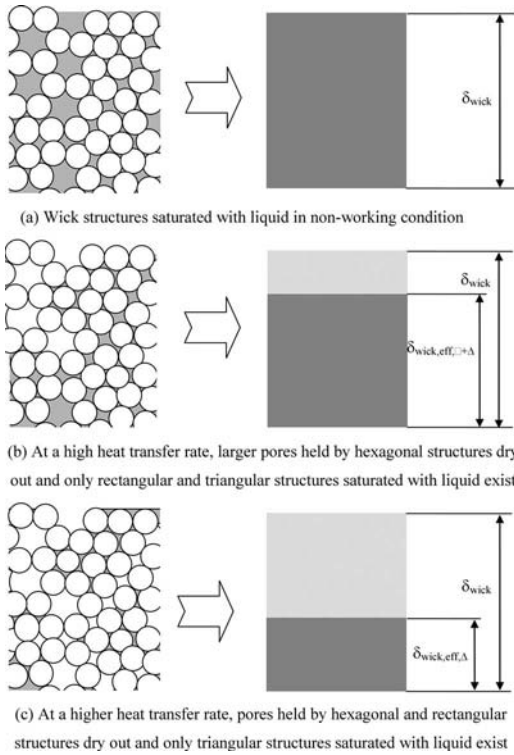 δwick
(a) Wick structures saturated with liquid in non-working condition
δwick
δwick,eff,□+Δ
(b) At a high heat transfer rate, larger pores held by hexagonal structures dry
out and only rectangular and triangular structures saturated with liquid exist
δwick
δwick,eff,Δ
(c) At a higher heat transfer rate, pores held by hexagonal and rectangular
structures dry out and only triangular structures saturated with liquid exist